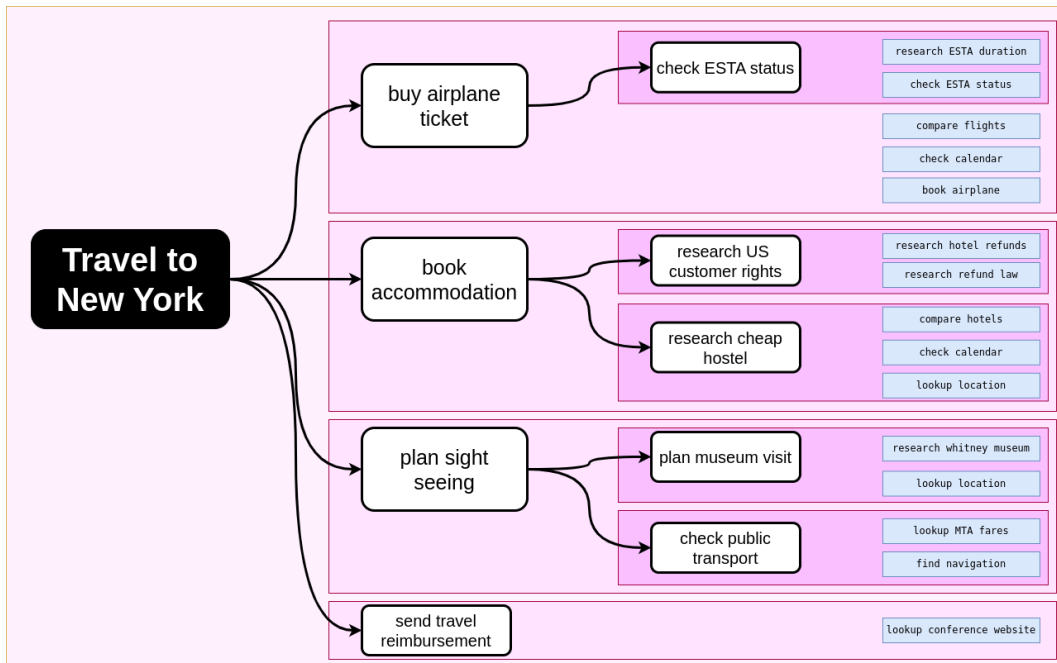 Travel to
New York
buy airplane
ticket
check ESTA status
research ESTA duration
check ESTA status
compare flights
check calendar
book airplane
book
accommodation
research US
customer rights
research hotel refunds
research refund law
research cheap
hostel
compare hotels
check calendar
lookup location
plan sight
seeing
plan museum visit
research whitney museum
lookup location
check public
transport
lookup MTA fares
find navigation
send travel
reimbursement
lookup conference website